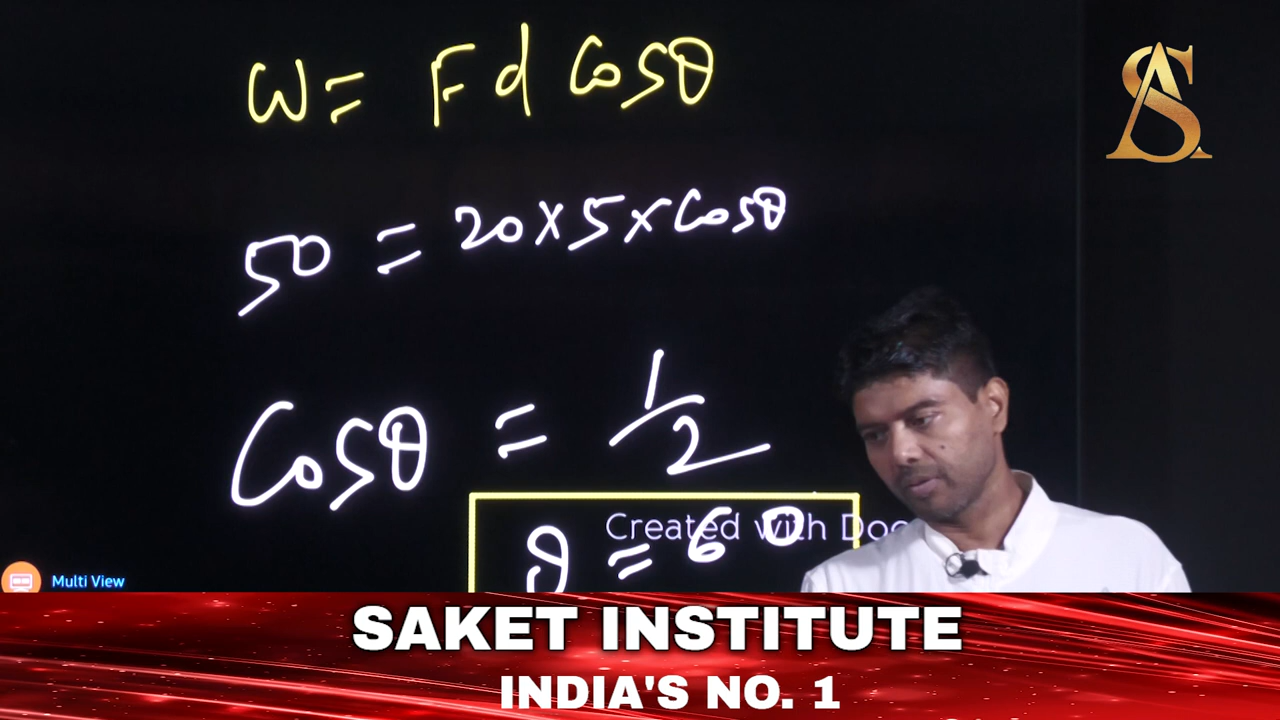 W = F d Cosθ
50 = 20 × 5 × Cosθ
Cosθ = 1/2
Created with Doc
θ = 60
Multi View
SAKET INSTITUTE
INDIA'S NO. 1